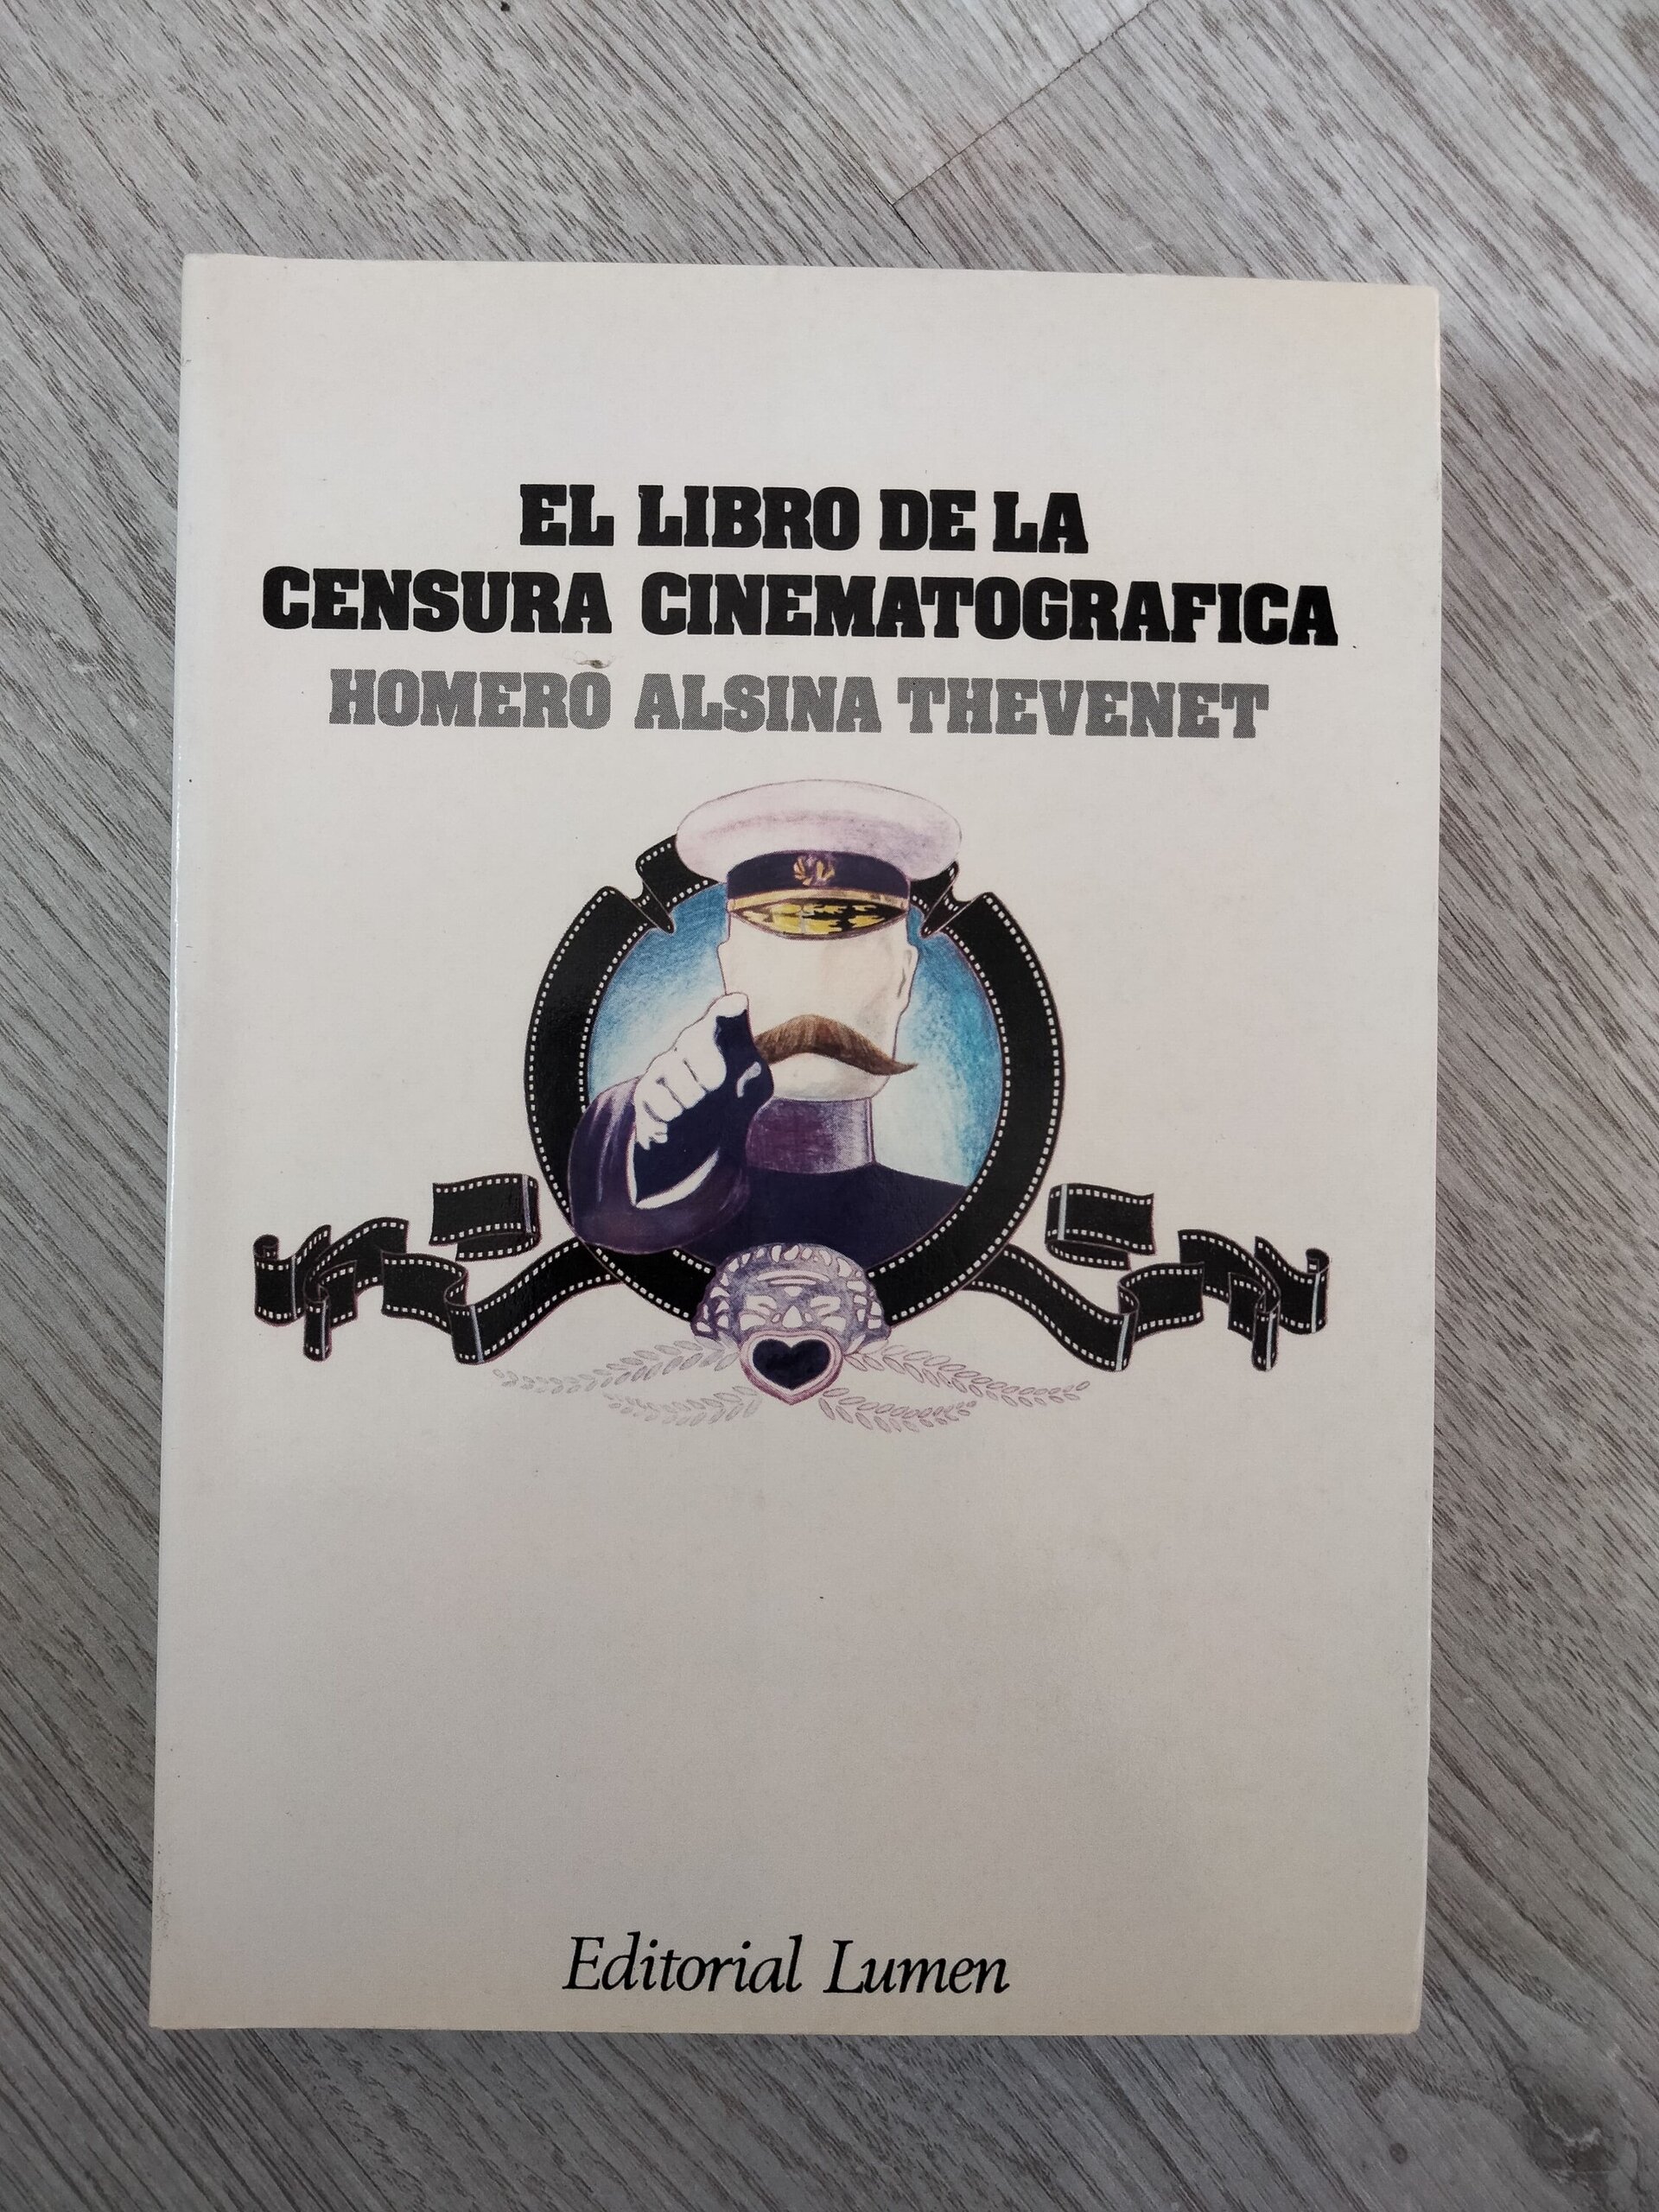 EL LIBRO DE LA
CENSURA CINEMATOGRAFICA
HOMERO ALSINA THEVENET
Editorial Lumen